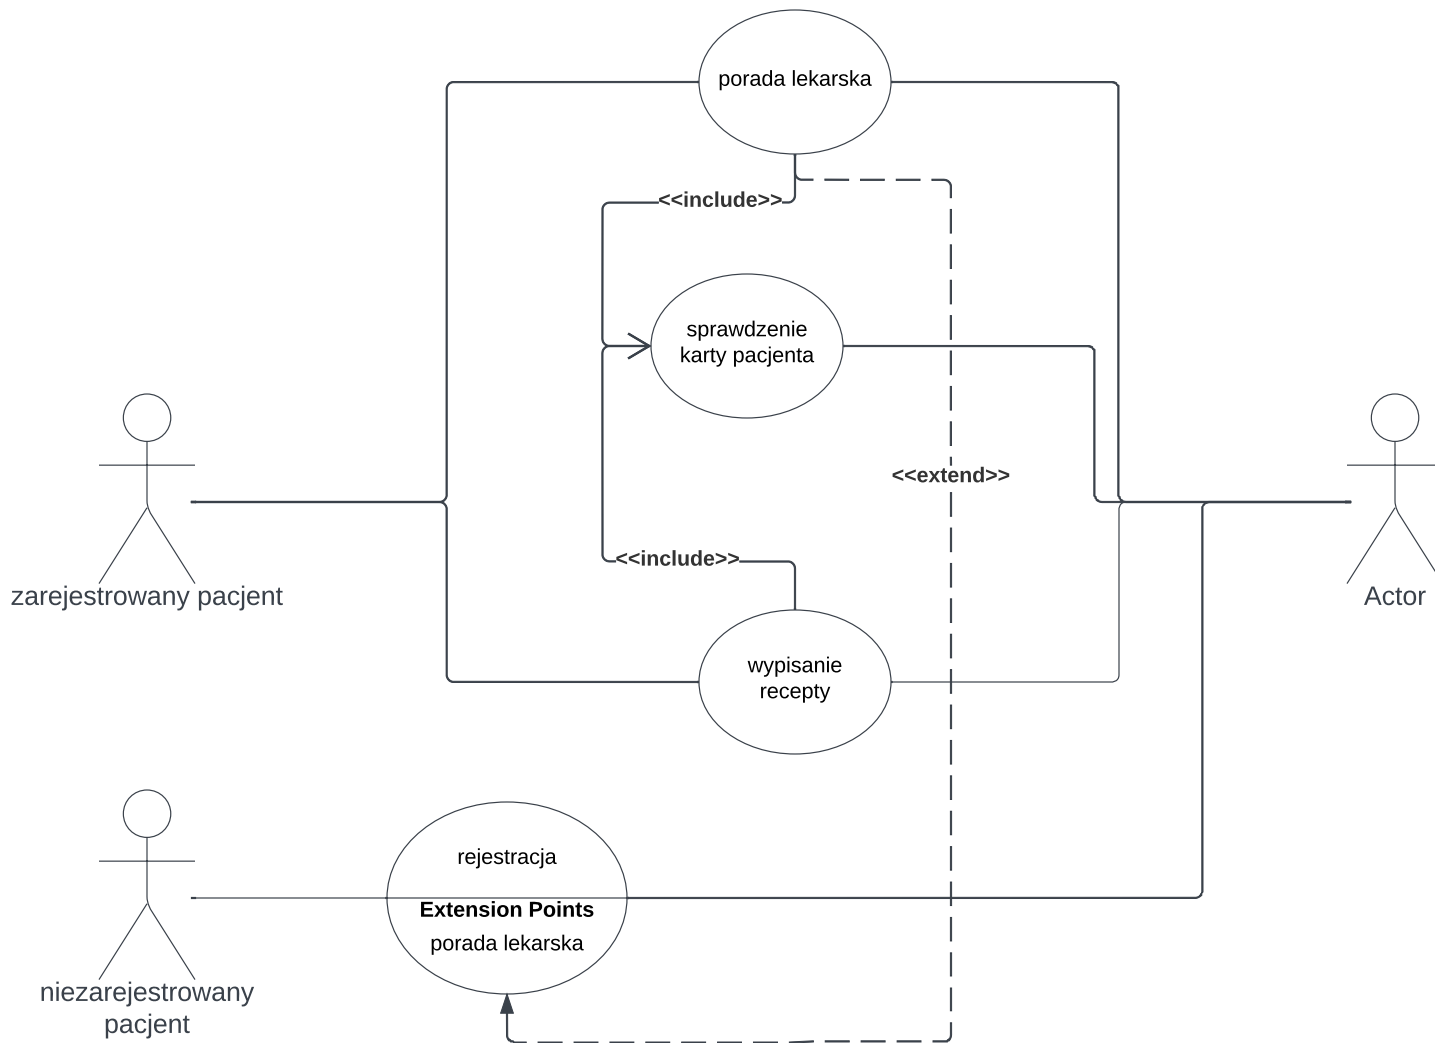 porada lekarska
<<include>>
sprawdzenie
karty pacjenta
<<extend>>
<<include>>
zarejestrowany pacjent
Actor
wypisanie
recepty
rejestracja
Extension Points
porada lekarska
niezarejestrowany
pacjent